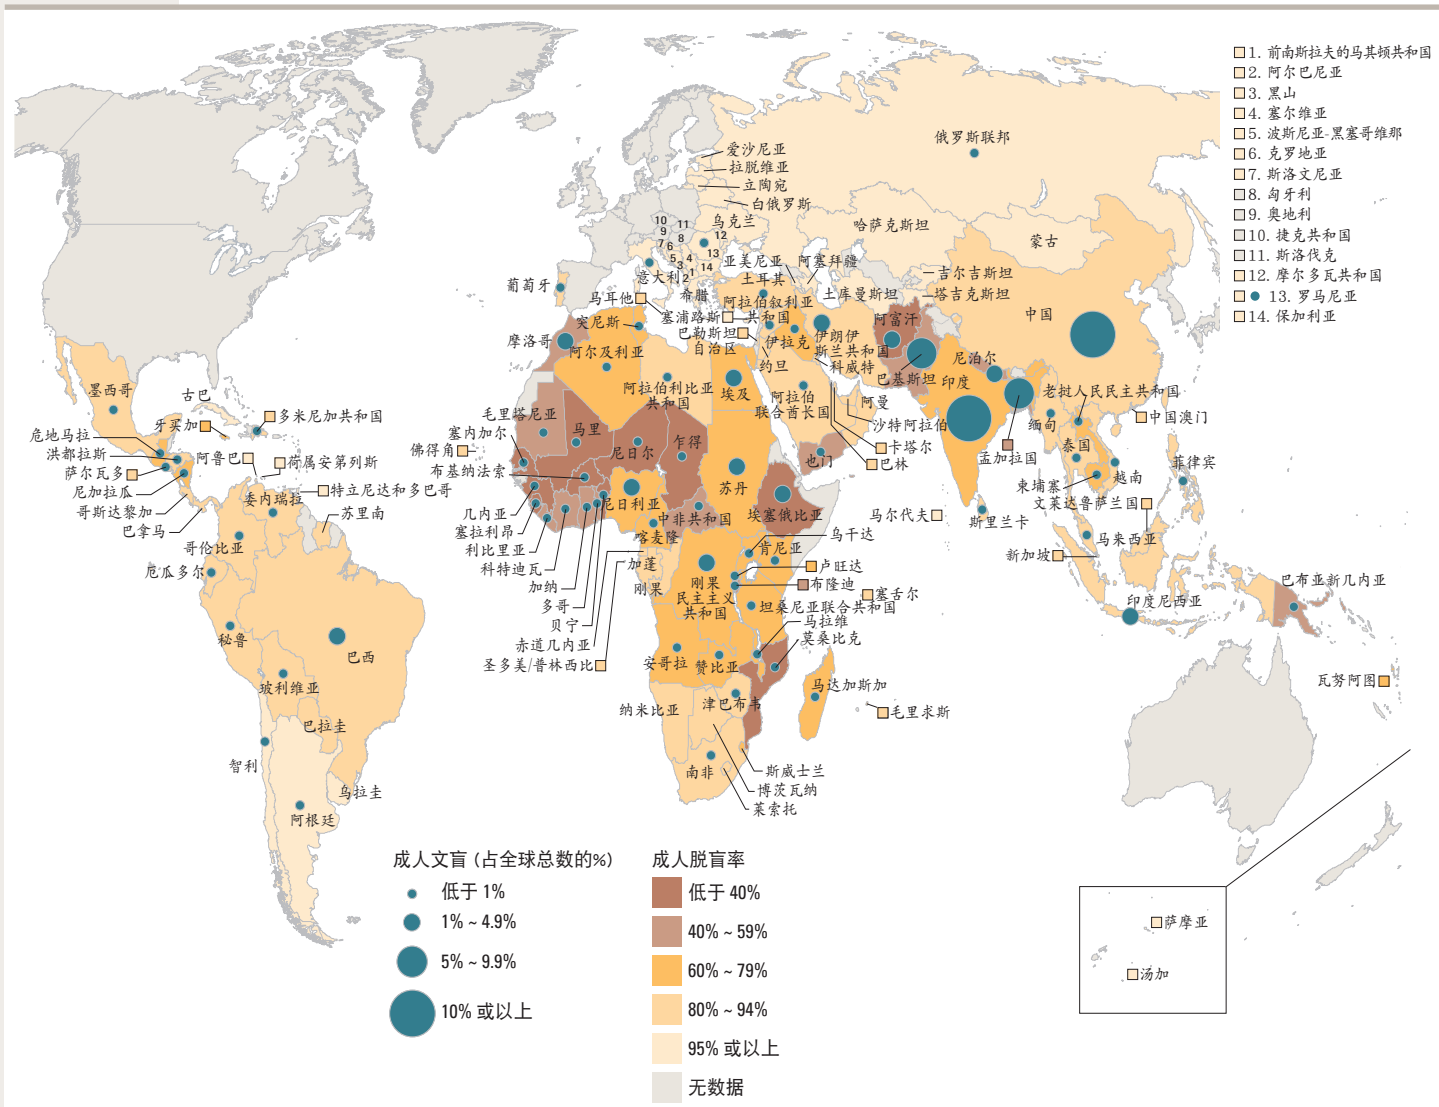 1. 前南斯拉夫的马其顿共和国
2. 阿尔巴尼亚
3. 黑山
4. 塞尔维亚
5. 波斯尼亚-黑塞哥维那
6. 克罗地亚
7. 斯洛文尼亚
8. 匈牙利
9. 奥地利
10. 捷克共和国
11. 斯洛伐克
12. 摩尔多瓦共和国
13. 罗马尼亚
14. 保加利亚
俄罗斯联邦
爱沙尼亚
拉脱维亚
立陶宛
白俄罗斯
乌克兰
哈萨克斯坦
蒙古
10
11
9
12
7
6
8
5
4
13
3
1
14
2
亚美尼亚
阿塞拜疆
吉尔吉斯斯坦
意大利
土耳其
葡萄牙
马耳他
希腊
阿拉伯叙利亚
共和国
土库曼斯坦
塔吉克斯坦
塞浦路斯
突尼斯
巴勒斯坦
自治区
伊拉克
伊朗伊
斯兰共和国
阿富汗
中国
摩洛哥
阿尔及利亚
约旦
科威特
尼泊尔
墨西哥
古巴
阿拉伯利比亚
共和国
埃及
阿拉伯
联合酋长国
巴基斯坦
印度
老挝人民民主共和国
多米尼加共和国
毛里塔尼亚
阿曼
中国澳门
危地马拉
牙买加
塞内加尔
马里
沙特阿拉伯
缅甸
洪都拉斯
佛得角
尼日尔
乍得
卡塔尔
孟加拉国
泰国
萨尔瓦多
阿鲁巴
荷属安第列斯
布基纳法索
也门
巴林
菲律宾
尼加拉瓜
特立尼达和多巴哥
苏丹
柬埔寨
越南
哥斯达黎加
委内瑞拉
几内亚
尼日利亚
文莱达鲁萨兰国
巴拿马
苏里南
塞拉利昂
中非共和国
埃塞俄比亚
马尔代夫
斯里兰卡
利比里亚
喀麦隆
乌干达
马来西亚
哥伦比亚
科特迪瓦
肯尼亚
新加坡
厄瓜多尔
加纳
加蓬
卢旺达
刚果
刚果
民主主义
共和国
布隆迪
塞舌尔
巴布亚新几内亚
多哥
坦桑尼亚联合共和国
印度尼西亚
贝宁
马拉维
秘鲁
赤道几内亚
莫桑比克
巴西
圣多美/普林西比
安哥拉
赞比亚
玻利维亚
马达加斯加
瓦努阿图
纳米比亚
津巴布韦
毛里求斯
巴拉圭
智利
南非
斯威士兰
乌拉圭
博茨瓦纳
莱索托
阿根廷
成人文盲 (占全球总数的%)
低于 1%
1% ~ 4.9%
5% ~ 9.9%
10% 或以上
成人脱盲率
低于 40%
40% ~ 59%
60% ~ 79%
80% ~ 94%
95% 或以上
无数据
萨摩亚
汤加